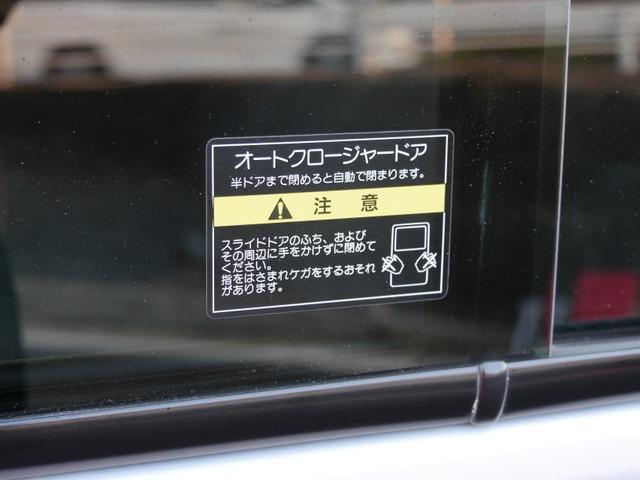 オートクロージャードア
半ドアまで閉めると自動で閉まります。
注意
スライドドアのふち、および
その周辺に手をかけずに閉めて
ください。
指をはさまれケガをするおそれ
があります。